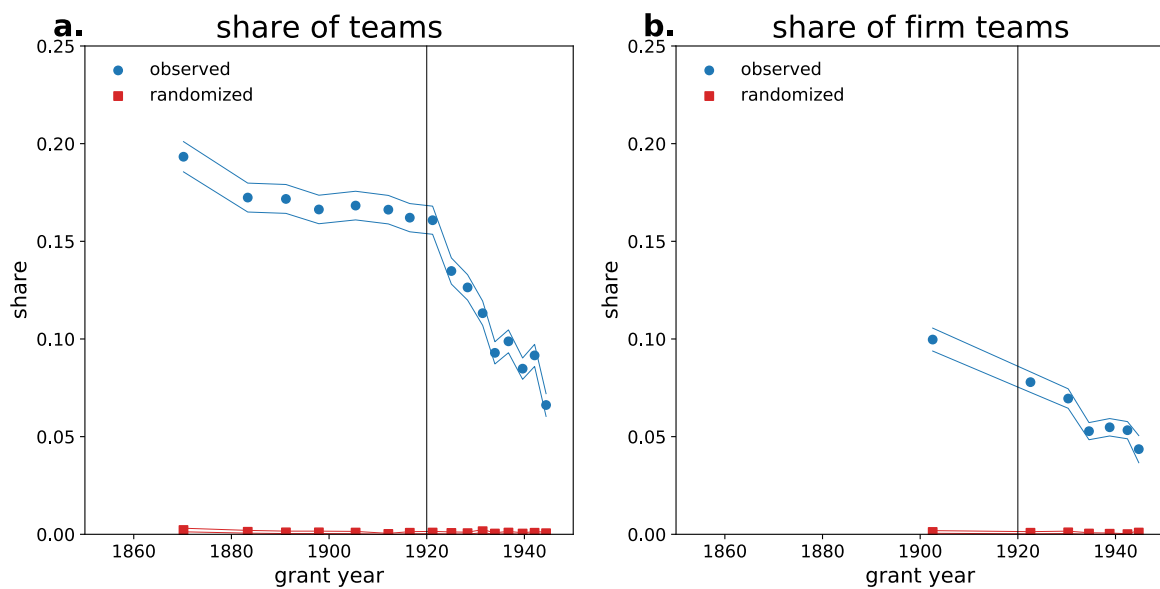 a. share of teams
0.25
0.20
0.15
0.10
0.05
0.00
share
observed
randomized
1860 1880 1900 1920 1940
grant year
b. share of firm teams
0.25
0.20
0.15
0.10
0.05
0.00
share
observed
randomized
1860 1880 1900 1920 1940
grant year